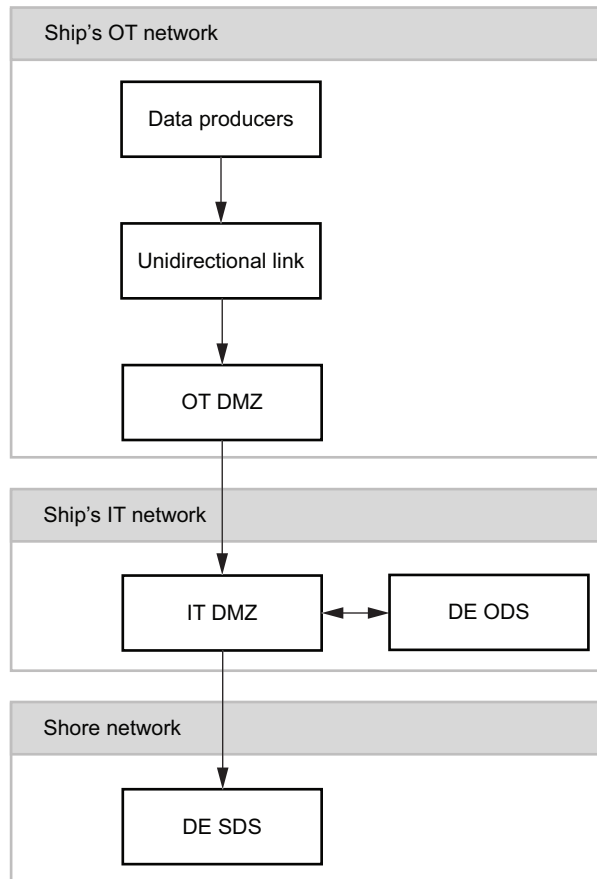 Ship’s OT network
Data producers
Unidirectional link
OT DMZ
Ship’s IT network
IT DMZ
DE ODS
Shore network
DE SDS